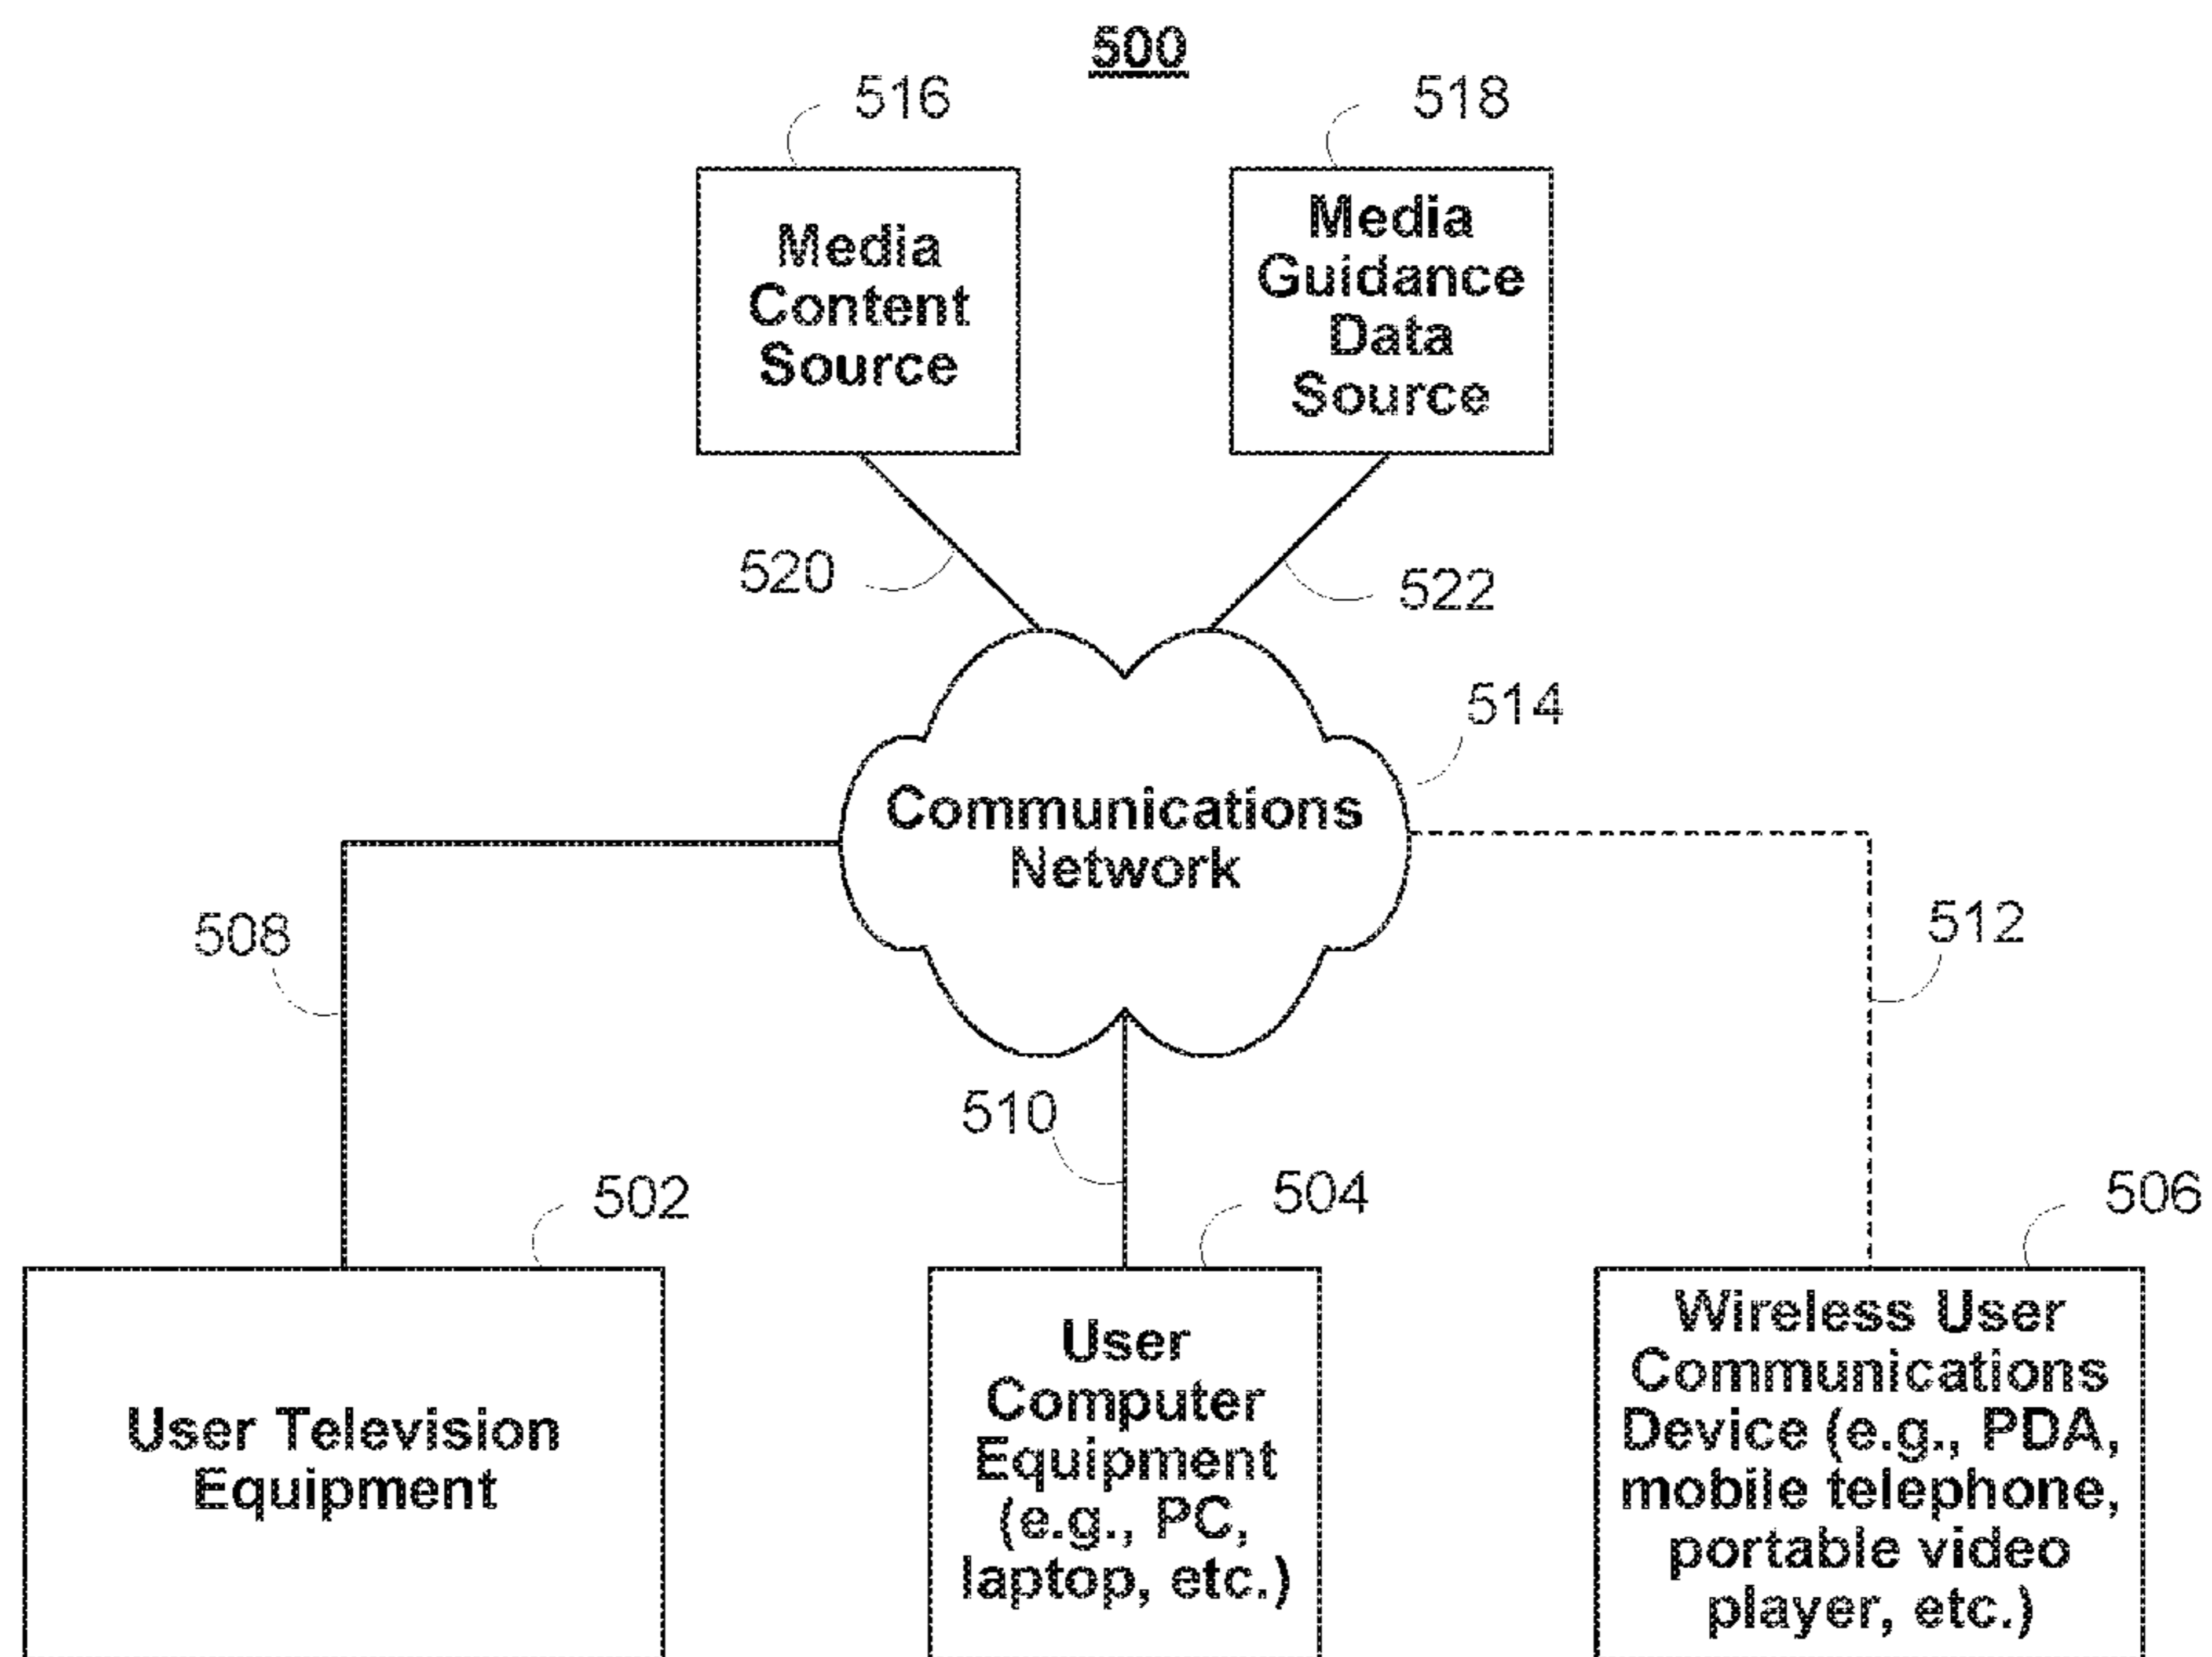 500
516
518
Media
Content
Source
Media
Guidance
Data
Source
520
522
514
Communications
Network
508
512
510
502
504
506
User Television
Equipment
User
Computer
Equipment
(e.g., PC,
laptop, etc.)
Wireless User
Communications
Device (e.g., PDA,
mobile telephone,
portable video
player, etc.)